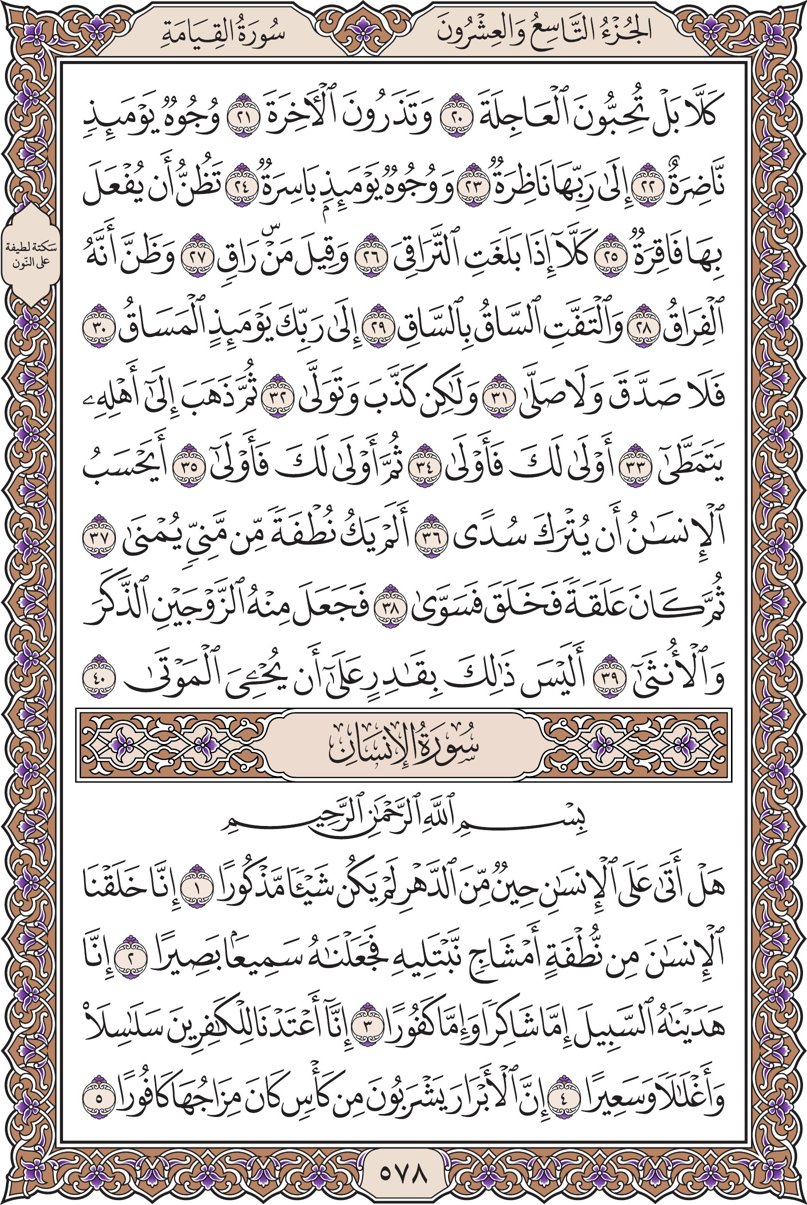 الجُزْءُ التَّاسِعُ وَالعِشْرُونَ
سُورَةُ القِيَامَةِ
كَلَّا بَلْ تُحِبُّونَ ٱلْعَاجِلَةَ ٢٠ وَتَذَرُونَ ٱلْأَخِرَةَ ٢١ وُجُوهٌ يَوْمَئِذٍ
نَّاضِرَةٌ ٢٢ إِلَىٰ رَبِّهَا نَاظِرَةٌ ٢٣ وَوُجُوهٌ يَوْمَئِذٍۭ بَاسِرَةٌ ٢٤ تَظُنُّ أَن يُفْعَلَ
بِهَا فَاقِرَةٌ ٢٥ كَلَّآ إِذَا بَلَغَتِ ٱلتَّرَاقِيَ ٢٦ وَقِيلَ مَنْۜ رَاقٍ ٢٧ وَظَنَّ أَنَّهُ
سَكتة لطيفة
على النّون
ٱلْفِرَاقُ ٢٨ وَٱلْتَفَّتِ ٱلسَّاقُ بِٱلسَّاقِ ٢٩ إِلَىٰ رَبِّكَ يَوْمَئِذٍ ٱلْمَسَاقُ ٣٠
فَلَا صَدَّقَ وَلَا صَلَّىٰ ٣١ وَلَٰكِن كَذَّبَ وَتَوَلَّىٰ ٣٢ ثُمَّ ذَهَبَ إِلَىٰٓ أَهْلِهِۦ
يَتَمَطَّىٰٓ ٣٣ أَوْلَىٰ لَكَ فَأَوْلَىٰ ٣٤ ثُمَّ أَوْلَىٰ لَكَ فَأَوْلَىٰٓ ٣٥ أَيَحْسَبُ
ٱلْإِنسَٰنُ أَن يُتْرَكَ سُدًى ٣٦ أَلَمْ يَكُ نُطْفَةً مِّن مَّنِيٍّ يُمْنَىٰ ٣٧
ثُمَّ كَانَ عَلَقَةً فَخَلَقَ فَسَوَّىٰ ٣٨ فَجَعَلَ مِنْهُ ٱلزَّوْجَيْنِ ٱلذَّكَرَ
وَٱلْأُنثَىٰٓ ٣٩ أَلَيْسَ ذَٰلِكَ بِقَٰدِرٍ عَلَىٰٓ أَن يُحْـِۧيَ ٱلْمَوْتَىٰ ٤٠
سُورَةُ الإِنسَانِ
بِسْمِ ٱللَّهِ ٱلرَّحْمَٰنِ ٱلرَّحِيمِ
هَلْ أَتَىٰ عَلَى ٱلْإِنسَٰنِ حِينٌ مِّنَ ٱلدَّهْرِ لَمْ يَكُن شَيْـًٔا مَّذْكُورًا ١ إِنَّا خَلَقْنَا
ٱلْإِنسَٰنَ مِن نُّطْفَةٍ أَمْشَاجٍ نَّبْتَلِيهِ فَجَعَلْنَٰهُ سَمِيعًۢا بَصِيرًا ٢ إِنَّا
هَدَيْنَٰهُ ٱلسَّبِيلَ إِمَّا شَاكِرًا وَإِمَّا كَفُورًا ٣ إِنَّآ أَعْتَدْنَا لِلْكَٰفِرِينَ سَلَٰسِلَا۟
وَأَغْلَٰلًا وَسَعِيرًا ٤ إِنَّ ٱلْأَبْرَارَ يَشْرَبُونَ مِن كَأْسٍ كَانَ مِزَاجُهَا كَافُورًا ٥
٥٧٨